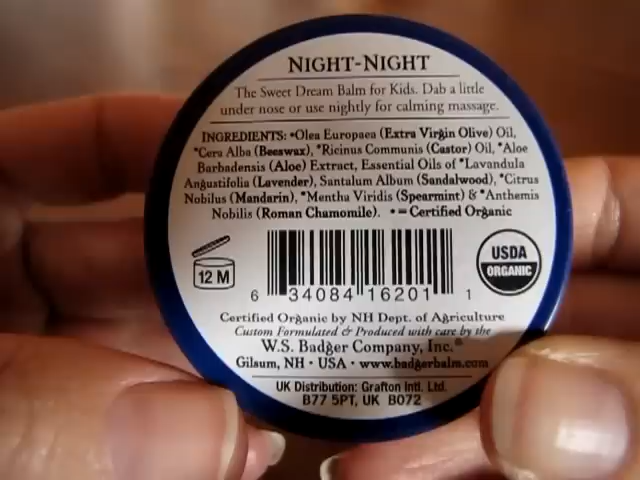 NIGHT-NIGHT
The Sweet Dream Balm for Kids. Dab a little
under nose or use nightly for calming massage.
INGREDIENTS: *Olea Europaea (Extra Virgin Olive) Oil,
*Cera Alba (Beeswax), *Ricinus Communis (Castor) Oil, *Aloe
Barbadensis (Aloe) Extract, Essential Oils of *Lavandula
Angustifolia (Lavender), Santalum Album (Sandalwood), *Citrus
Nobilus (Mandarin), *Mentha Viridis (Spearmint) & *Anthemis
Nobilis (Roman Chamomile). *= Certified Organic
12 M
6 34084 16201 1
USDA
ORGANIC
Certified Organic by NH Dept. of Agriculture
Custom Formulated & Produced with care by the
W.S. Badger Company, Inc.®
Gilsum, NH • USA • www.badgerbalm.com
UK Distribution: Grafton Intl. Ltd.
B77 5PT, UK B072